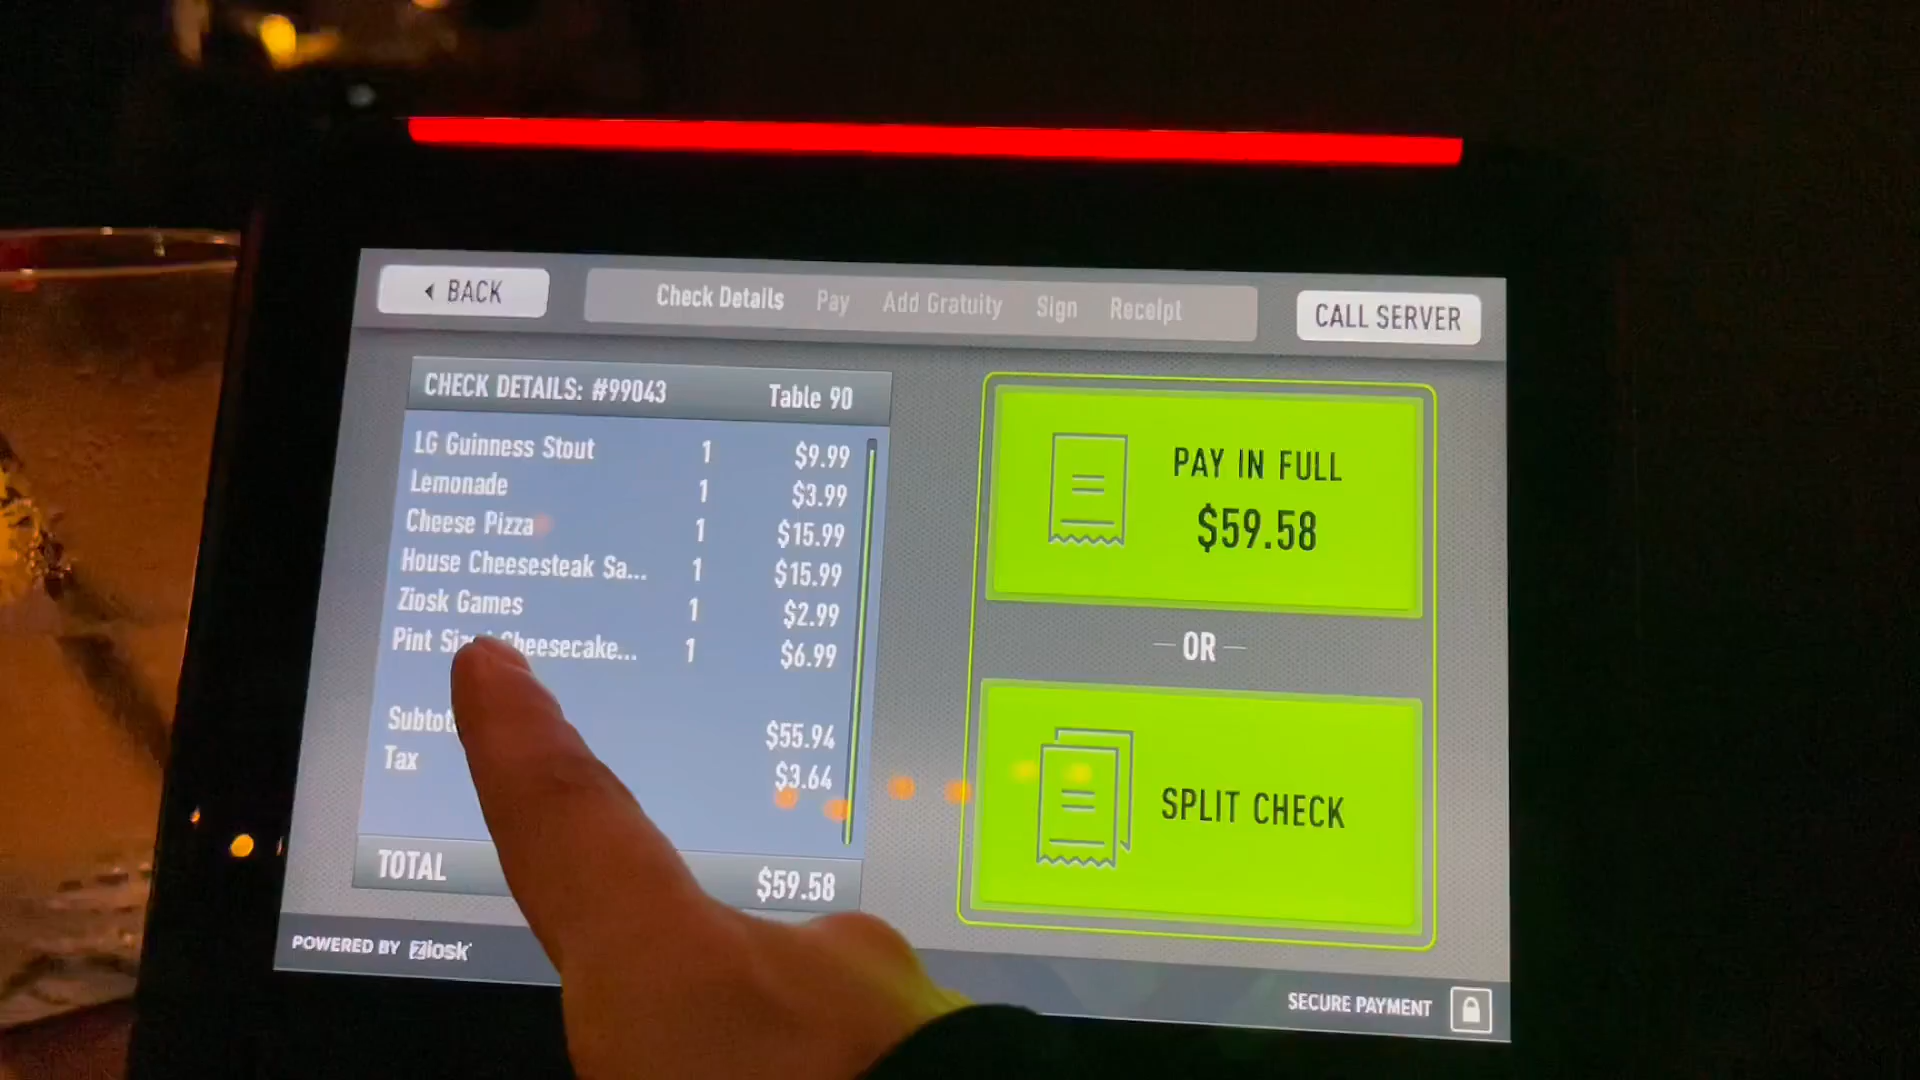 BACK
Check Details Pay Add Gratuity Sign Receipt
CALL SERVER
CHECK DETAILS: #99043 Table 90
LG Guinness Stout 1 $9.99
Lemonade 1 $3.99
Cheese Pizza 1 $15.99
House Cheesesteak Sa... 1 $15.99
Ziosk Games 1 $2.99
Pint Sized Cheesecake... 1 $6.99
$55.94
Tax $3.64
TOTAL $59.58
PAY IN FULL
$59.58
OR
SPLIT CHECK
POWERED BY Ziosk
SECURE PAYMENT